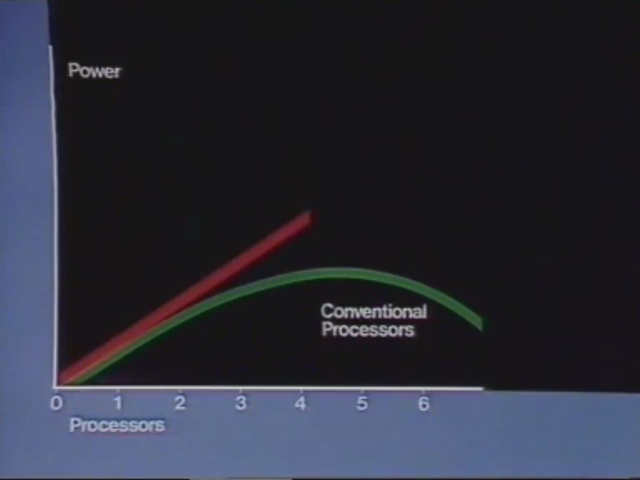 Power
Conventional
Processors
0 1 2 3 4 5 6
Processors